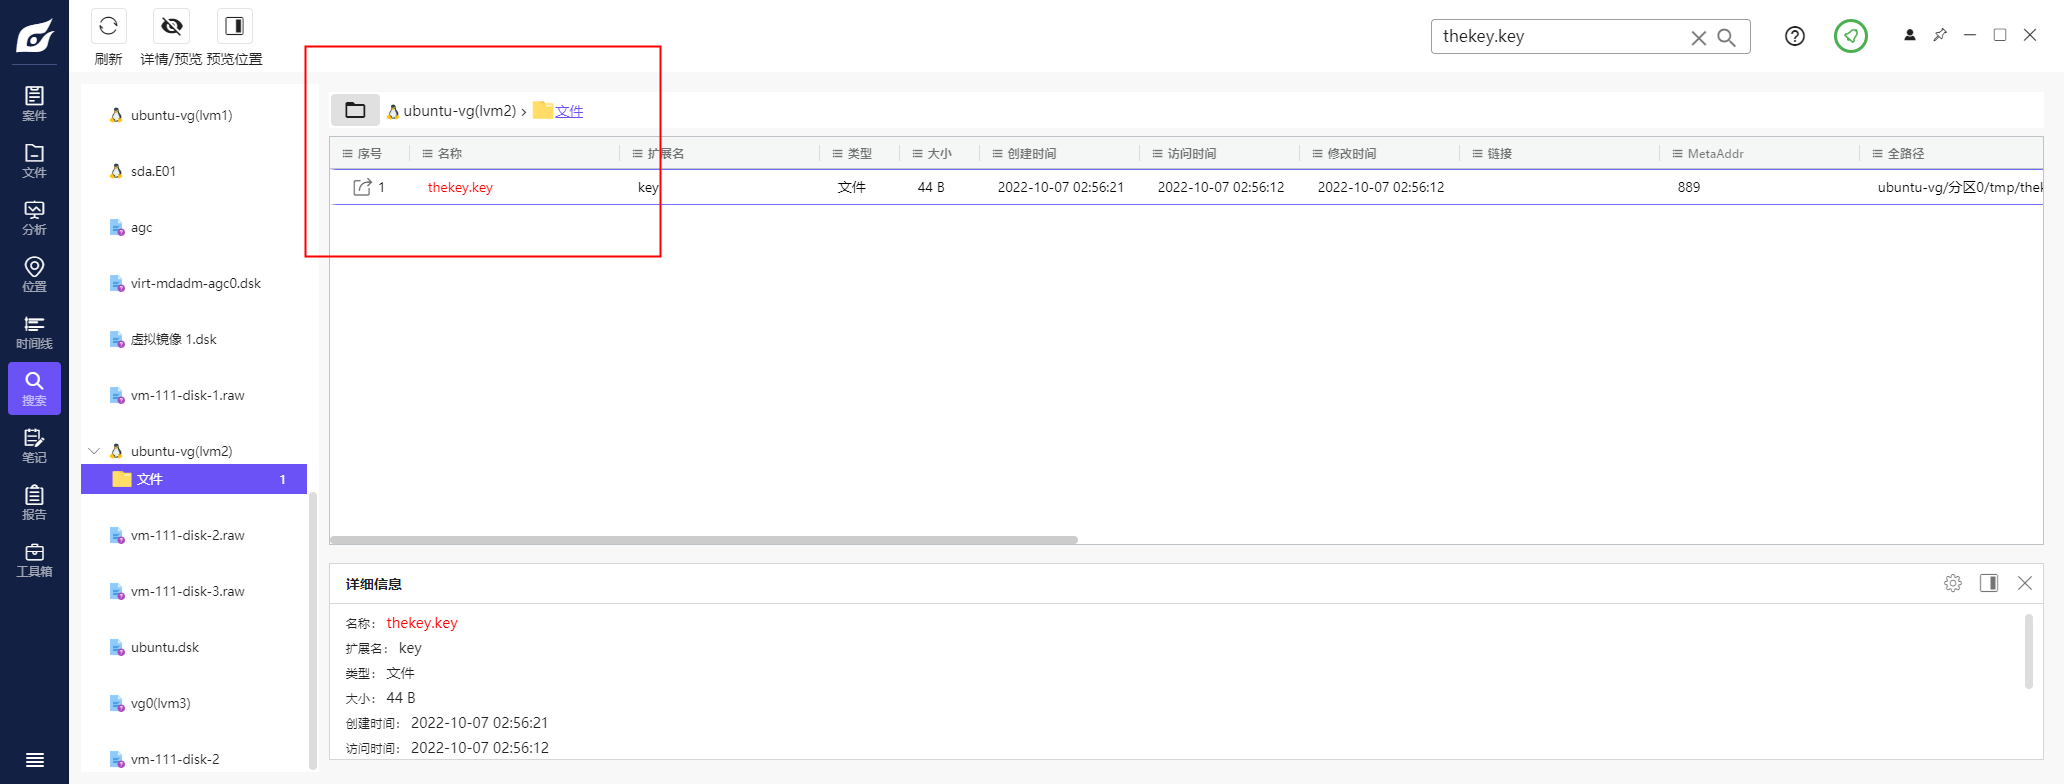 thekey.key
刷新
详情/预览
预览位置
案件
文件
分析
位置
时间线
搜索
笔记
报告
工具箱
ubuntu-vg(lvm1)
sda.E01
agc
virt-mdadm-agc0.dsk
虚拟镜像 1.dsk
vm-111-disk-1.raw
ubuntu-vg(lvm2)
文件 1
vm-111-disk-2.raw
vm-111-disk-3.raw
ubuntu.dsk
vg0(lvm3)
vm-111-disk-2
ubuntu-vg(lvm2) › 文件
序号 名称 扩展名 类型 大小 创建时间 访问时间 修改时间 链接 MetaAddr 全路径
1 thekey.key key 文件 44 B 2022-10-07 02:56:21 2022-10-07 02:56:12 2022-10-07 02:56:12 889 ubuntu-vg/分区0/tmp/thek
详细信息
名称: thekey.key
扩展名: key
类型: 文件
大小: 44 B
创建时间: 2022-10-07 02:56:21
访问时间: 2022-10-07 02:56:12